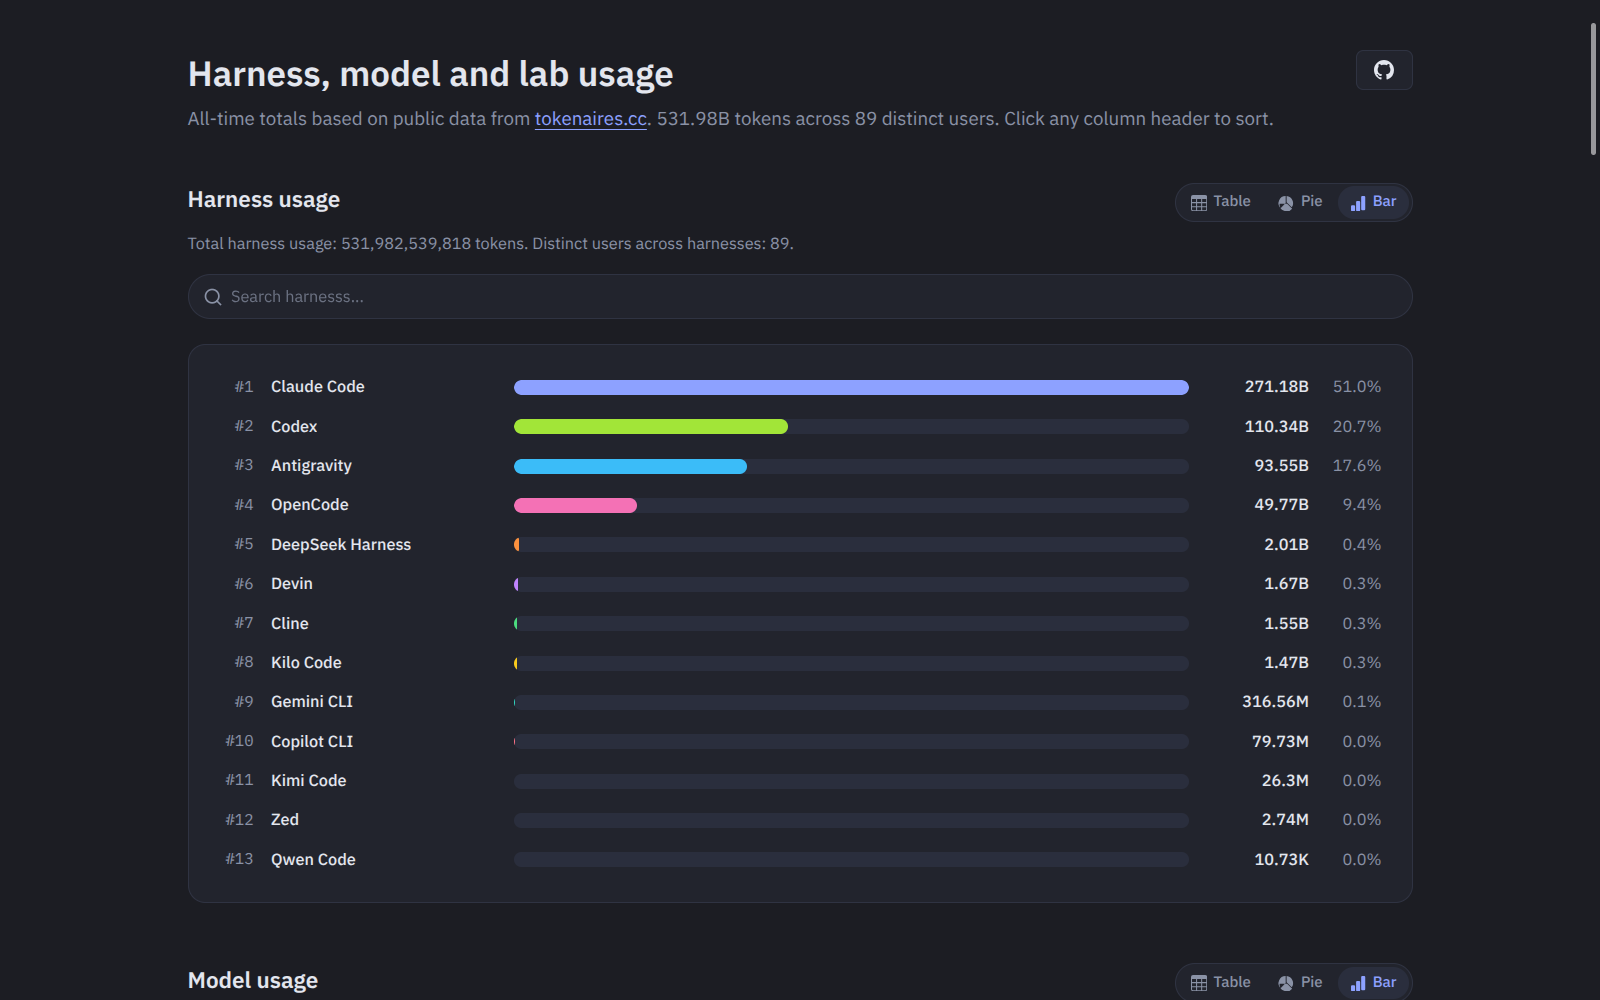 Harness, model and lab usage
All-time totals based on public data from tokenaires.cc. 531.98B tokens across 89 distinct users. Click any column header to sort.
Harness usage
Table Pie Bar
Total harness usage: 531,982,539,818 tokens. Distinct users across harnesses: 89.
Search harnesss...
#1 Claude Code 271.18B 51.0%
#2 Codex 110.34B 20.7%
#3 Antigravity 93.55B 17.6%
#4 OpenCode 49.77B 9.4%
#5 DeepSeek Harness 2.01B 0.4%
#6 Devin 1.67B 0.3%
#7 Cline 1.55B 0.3%
#8 Kilo Code 1.47B 0.3%
#9 Gemini CLI 316.56M 0.1%
#10 Copilot CLI 79.73M 0.0%
#11 Kimi Code 26.3M 0.0%
#12 Zed 2.74M 0.0%
#13 Qwen Code 10.73K 0.0%
Model usage
Table Pie Bar